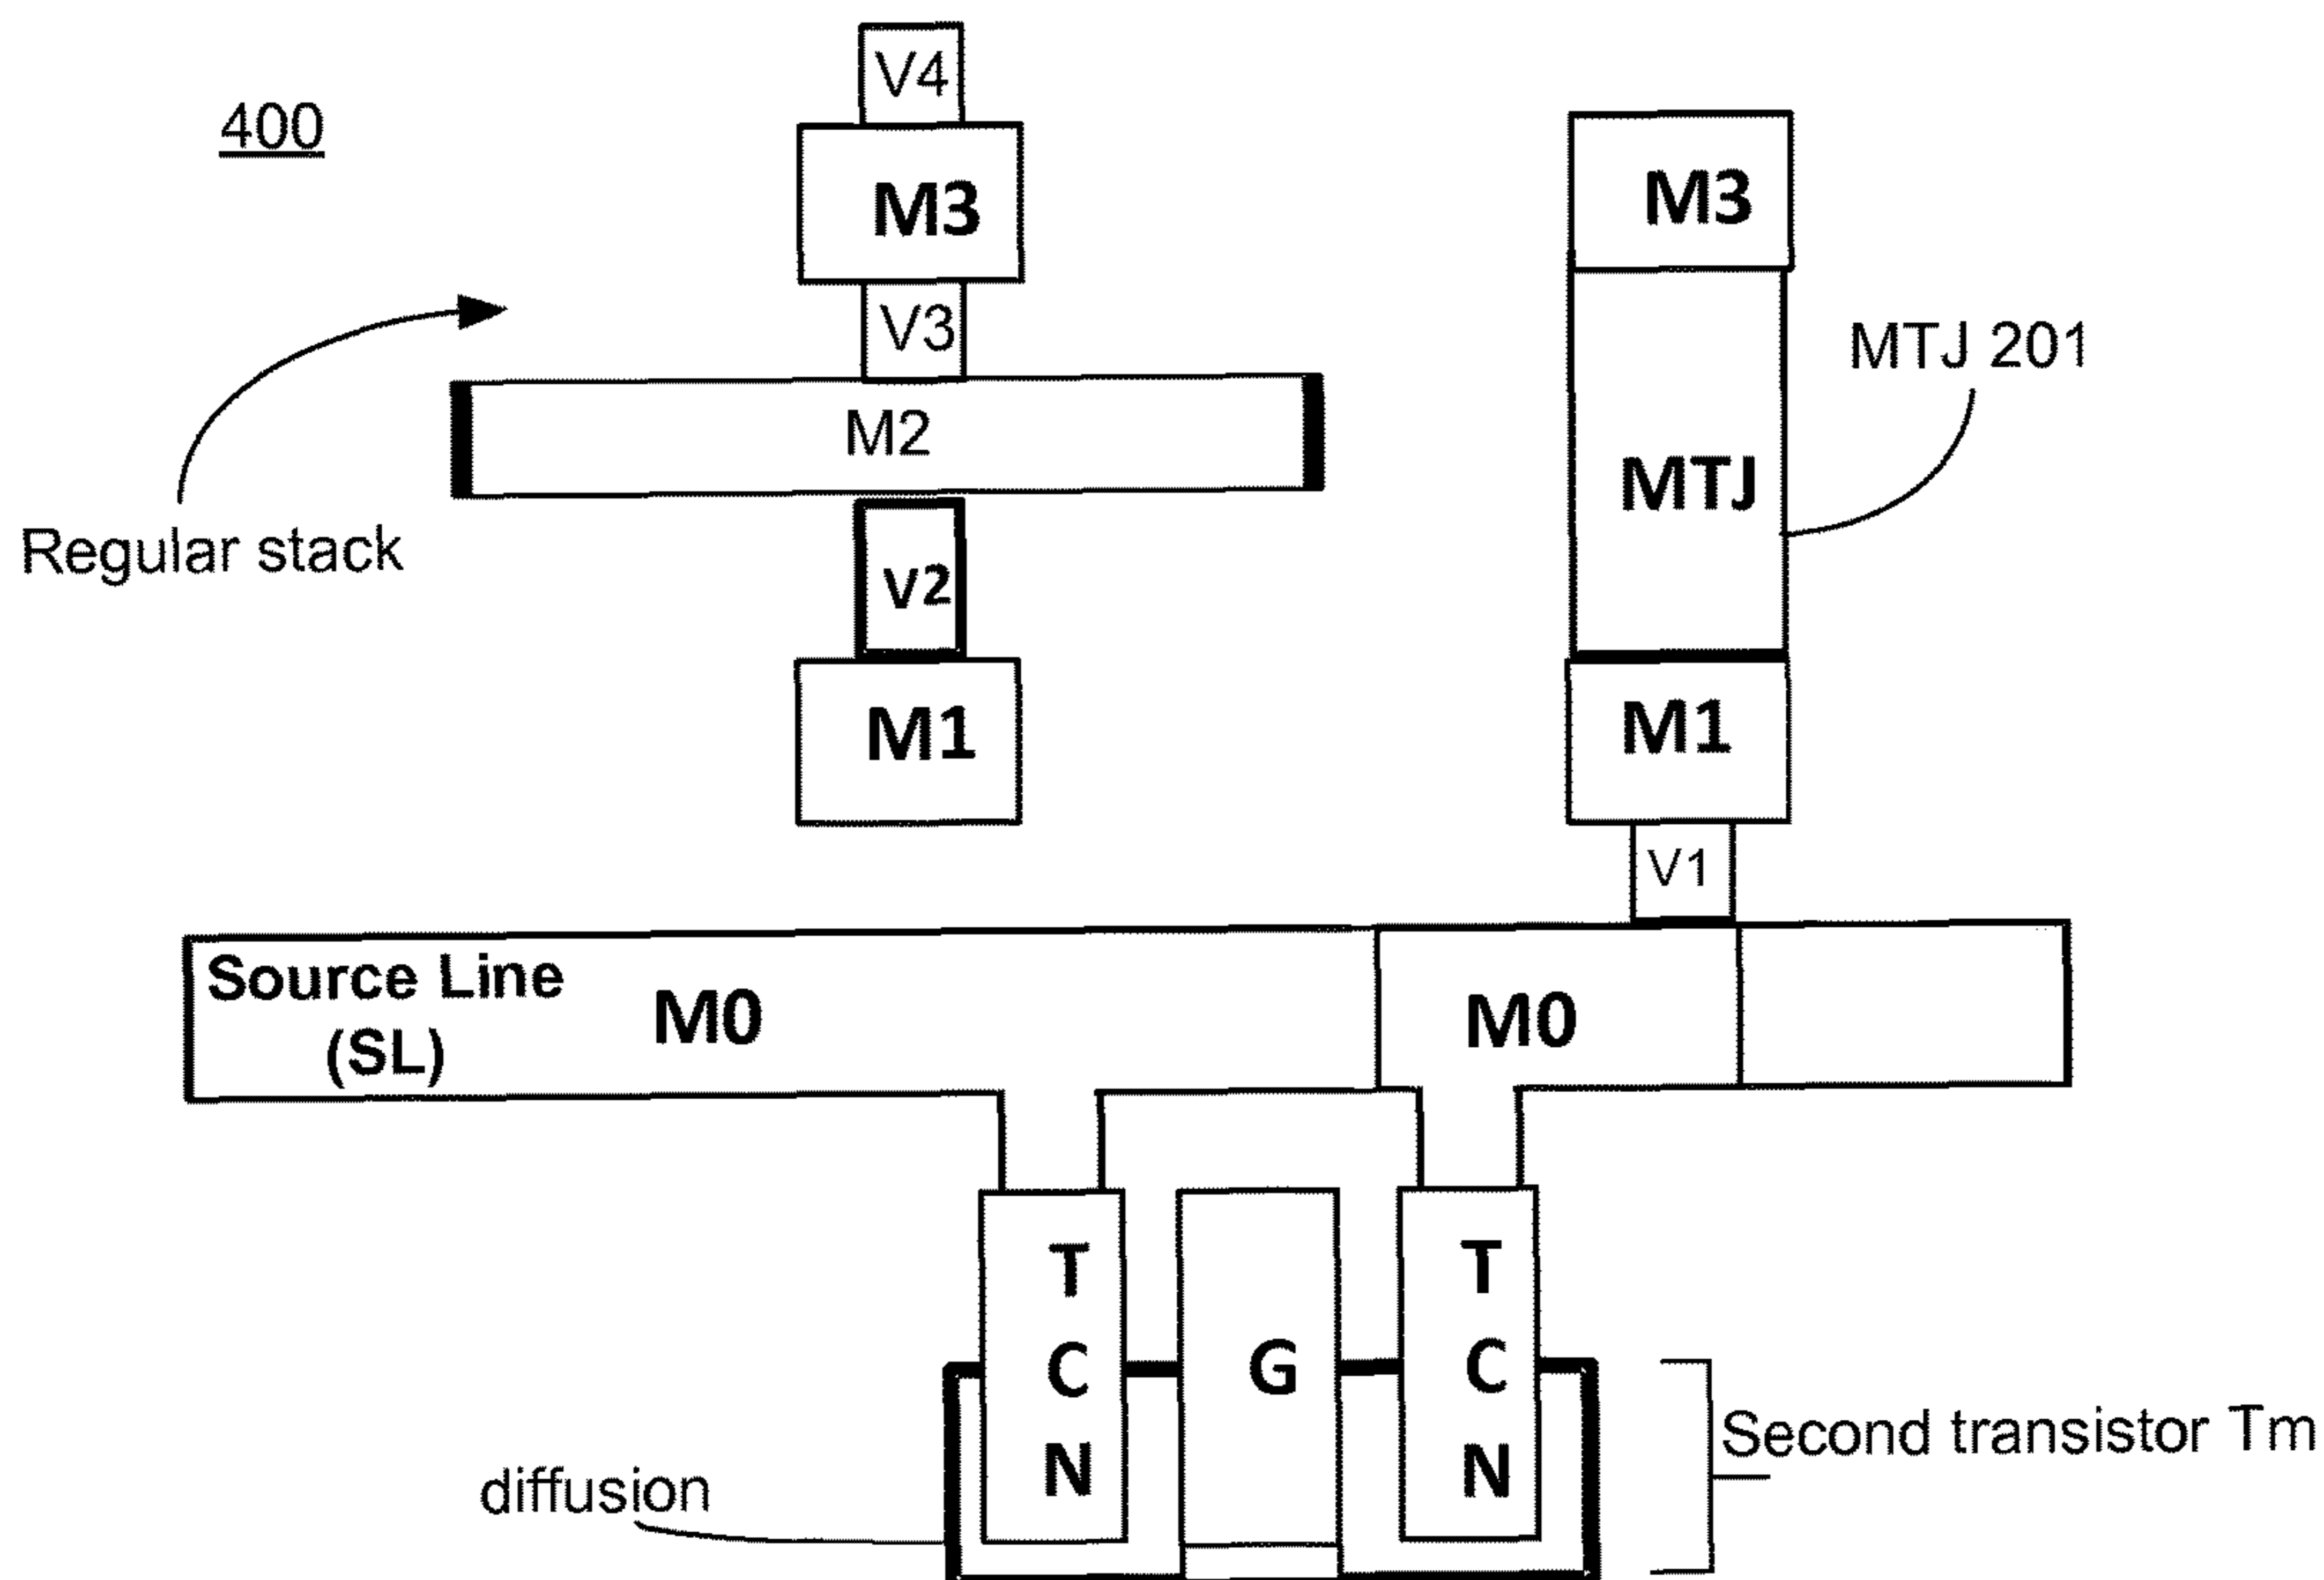 400
V4
M3
M3
V3
MTJ 201
M2
MTJ
Regular stack
V2
M1
M1
V1
Source Line
(SL)
M0
M0
T
C
N
G
T
C
N
Second transistor Tm
diffusion